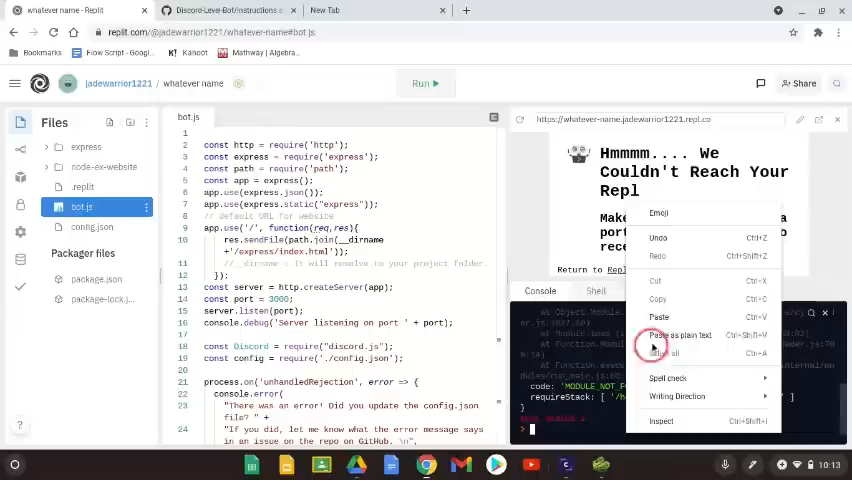 whatever name - Replit
Discord-Level-Bot/Instructions a
New Tab
replit.com/@jadewarrior1221/whatever-name#bot.js
Bookmarks
Flow Script - Googl...
Kahoot
Mathway | Algebra...
jadewarrior1221
/ whatever name
Run
Share
Files
express
node-ex-website
.replit
bot.js
config.json
Packager files
package.json
package-lock.j...
bot.js
1
2 const http = require('http');
3 const express = require('express');
4 const path = require('path');
5 const app = express();
6 app.use(express.json());
7 app.use(express.static("express"));
8 // default URL for website
9 app.use('/', function(req,res){
10 res.sendFile(path.join(__dirname
+'/express/index.html'));
11 //__dirname : It will resolve to your project folder.
12 });
13 const server = http.createServer(app);
14 const port = 3000;
15 server.listen(port);
16 console.debug('Server listening on port ' + port);
18 const Discord = require("discord.js");
19 const config = require('./config.json');
21 process.on('unhandledRejection', error => {
22 console.error(
23 "There was an error! Did you update the config.json
file? " +
24 "If you did, let me know what the error message says
in an issue on the repo on GitHub. \n",
https://whatever-name.jadewarrior1221.repl.co
Hmmmm.... We
Couldn't Reach Your
Repl
Return to
Console
Shell
at Object.Module
at Function.Module
code: 'MODULE_NOT_F
requireStack: [ '/h
}
>
Emoji
Undo Ctrl+Z
Redo Ctrl+Shift+Z
Cut Ctrl+X
Copy Ctrl+C
Paste Ctrl+V
Paste as plain text Ctrl+Shift+V
Select all Ctrl+A
Spell check
Writing Direction
Inspect Ctrl+Shift+I
10:13